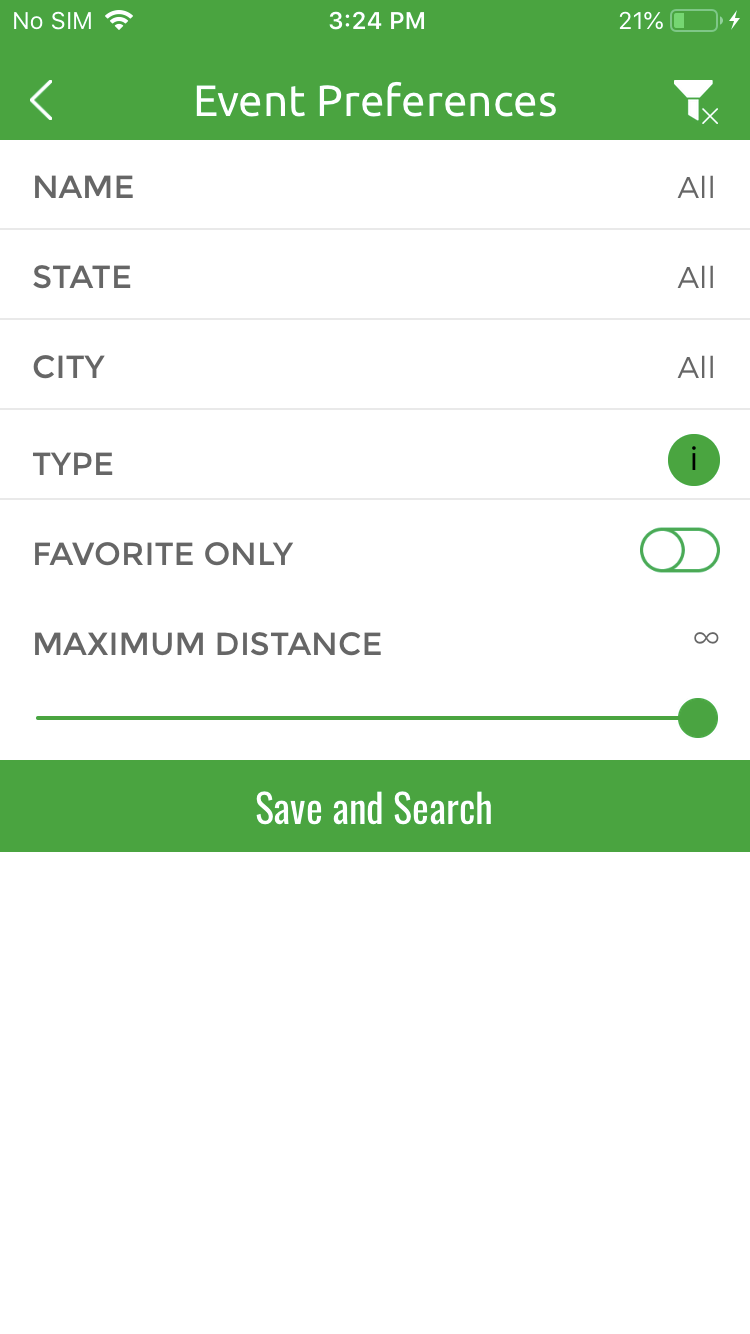 No SIM 3:24 PM 21%
Event Preferences
NAME All
STATE All
CITY All
TYPE i
FAVORITE ONLY
MAXIMUM DISTANCE ∞
Save and Search